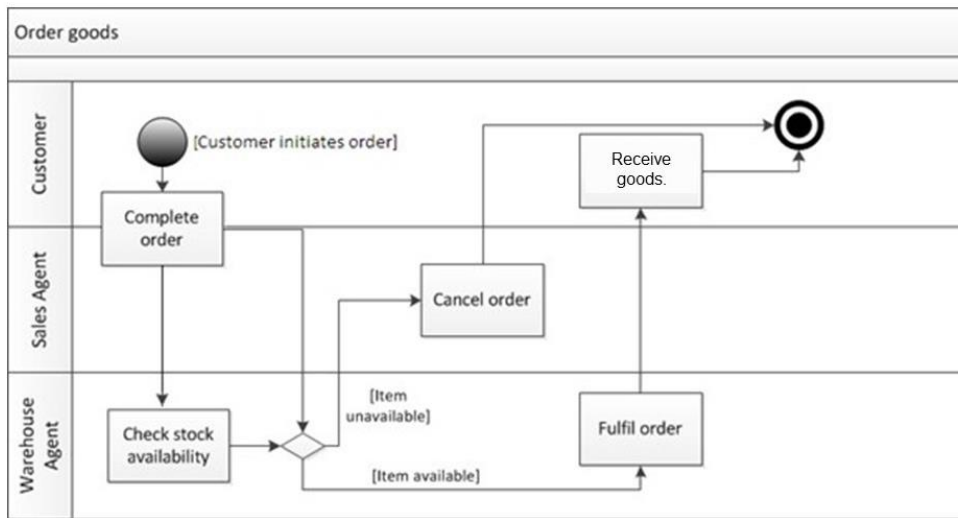 Order goods
Customer
[Customer initiates order]
Receive
goods.
Complete
order
Sales Agent
Cancel order
Warehouse
Agent
[Item
unavailable]
Check stock
availability
Fulfil order
[Item available]